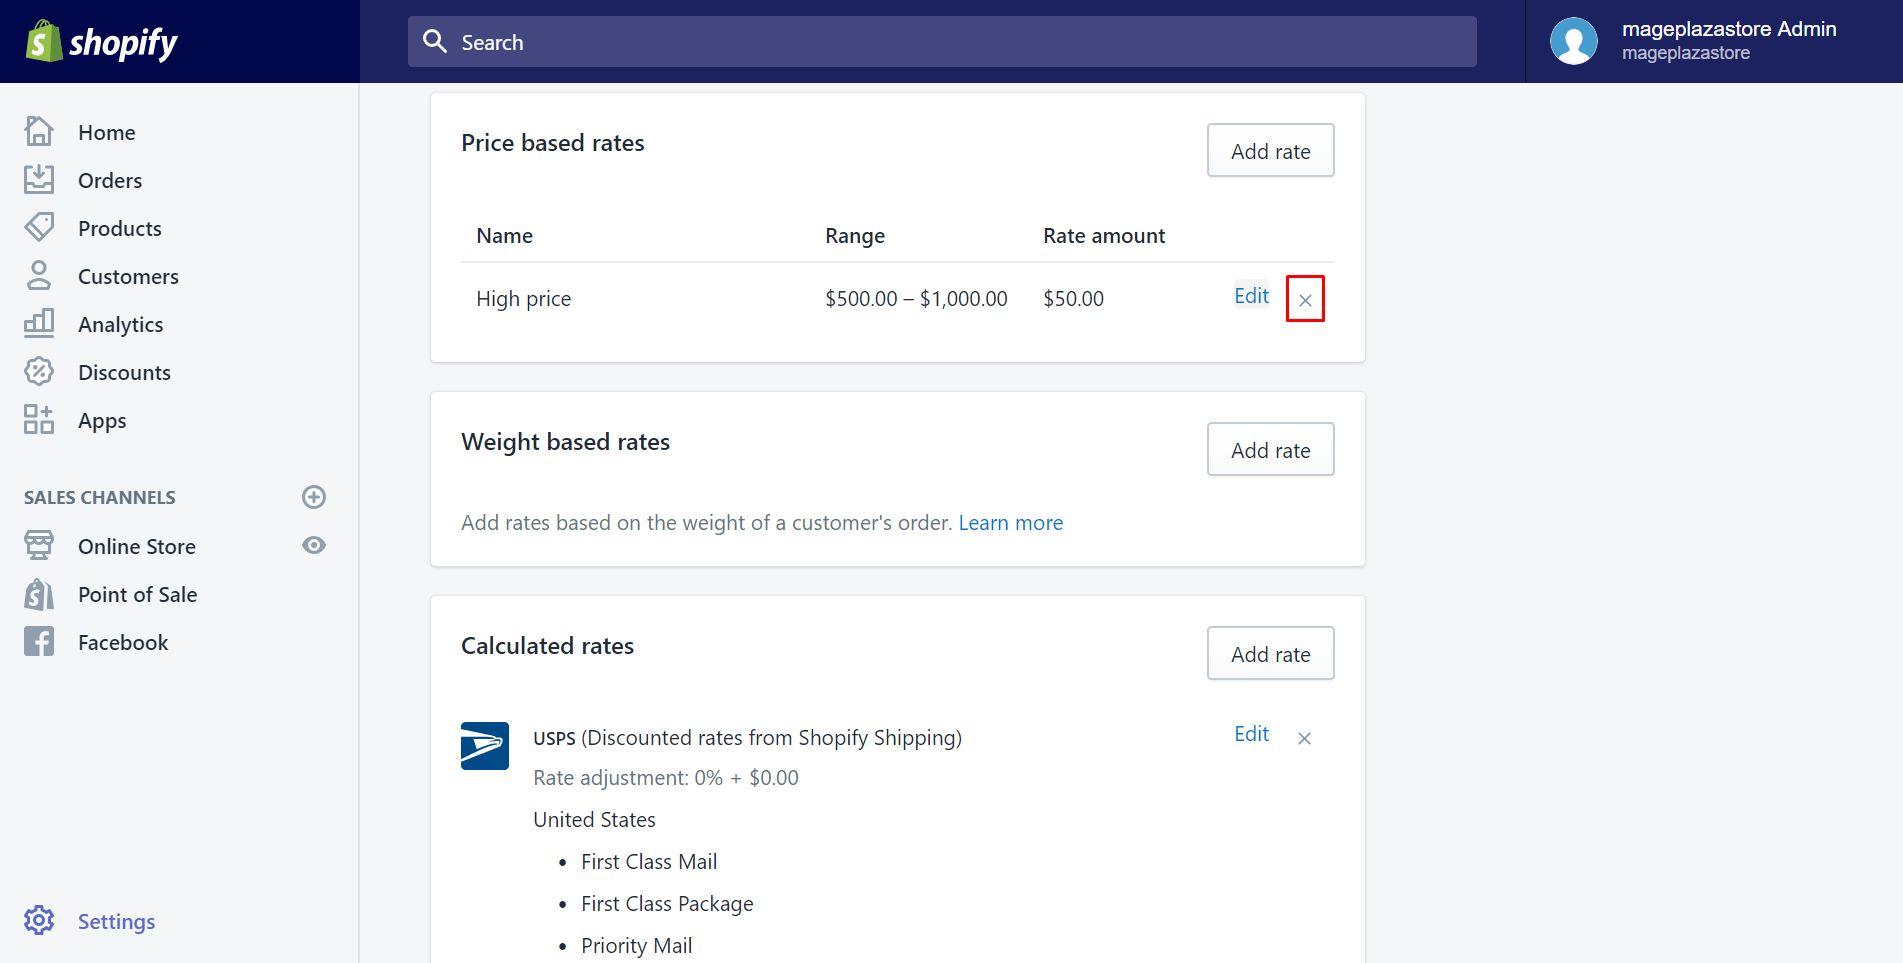 shopify
Search
mageplazastore Admin
mageplazastore
Home
Orders
Products
Customers
Analytics
Discounts
Apps
SALES CHANNELS
Online Store
Point of Sale
Facebook
Settings
Price based rates
Add rate
Name Range Rate amount
High price $500.00 – $1,000.00 $50.00 Edit
Weight based rates
Add rate
Add rates based on the weight of a customer's order. Learn more
Calculated rates
Add rate
USPS (Discounted rates from Shopify Shipping) Edit
Rate adjustment: 0% + $0.00
United States
• First Class Mail
• First Class Package
• Priority Mail